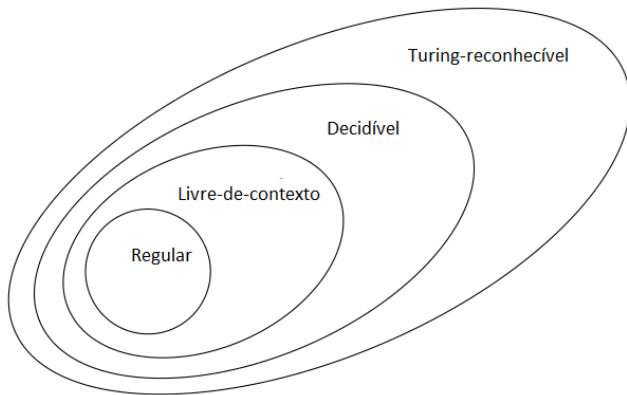 Turing-reconhecível
Decidível
Livre-de-contexto
Regular